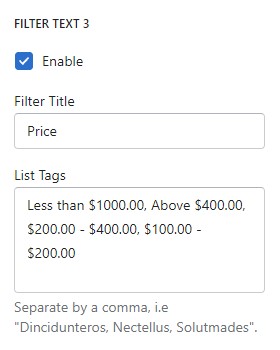 FILTER TEXT 3
Enable
Filter Title
Price
List Tags
Less than $1000.00, Above $400.00,
$200.00 - $400.00, $100.00 -
$200.00
Separate by a comma, i.e
"Dincidunteros, Nectellus, Solutmades".